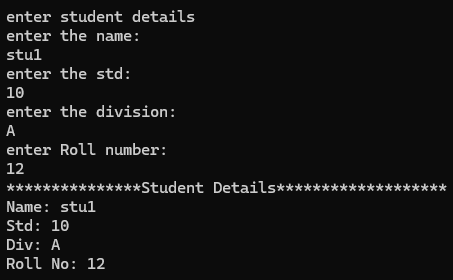 enter student details
enter the name:
stu1
enter the std:
10
enter the division:
A
enter Roll number:
12
***************Student Details*******************
Name: stu1
Std: 10
Div: A
Roll No: 12